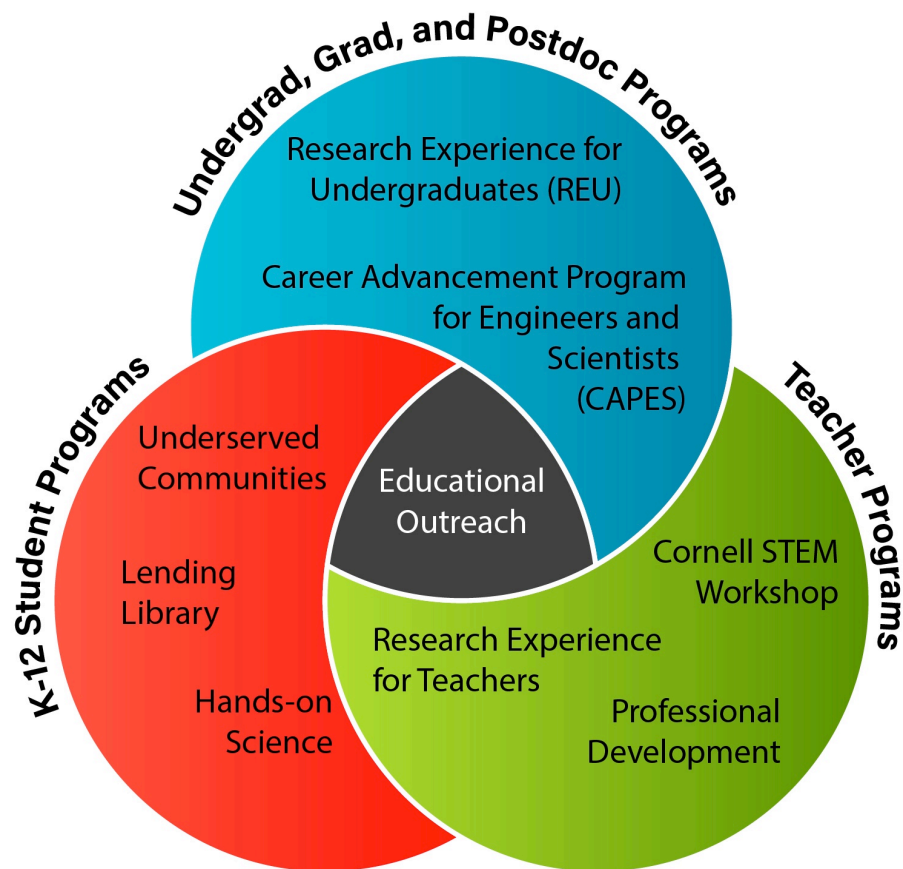 Undergrad, Grad, and Postdoc Programs
Research Experience for
Undergraduates (REU)
Career Advancement Program
for Engineers and
Scientists
(CAPES)
K-12 Student Programs
Underserved
Communities
Lending
Library
Hands-on
Science
Educational
Outreach
Teacher Programs
Cornell STEM
Workshop
Research Experience
for Teachers
Professional
Development